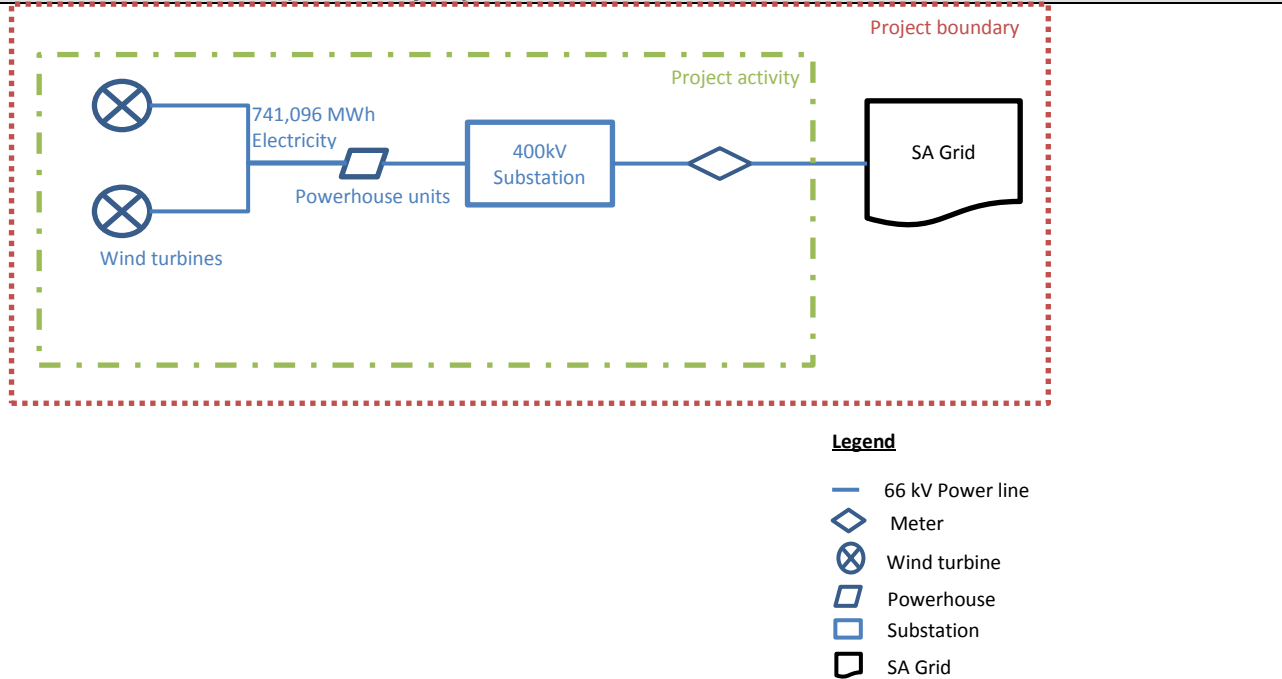 Project boundary
Project activity
741,096 MWh
Electricity
400kV
Substation
SA Grid
Powerhouse units
Wind turbines
Legend
66 kV Power line
Meter
Wind turbine
Powerhouse
Substation
SA Grid